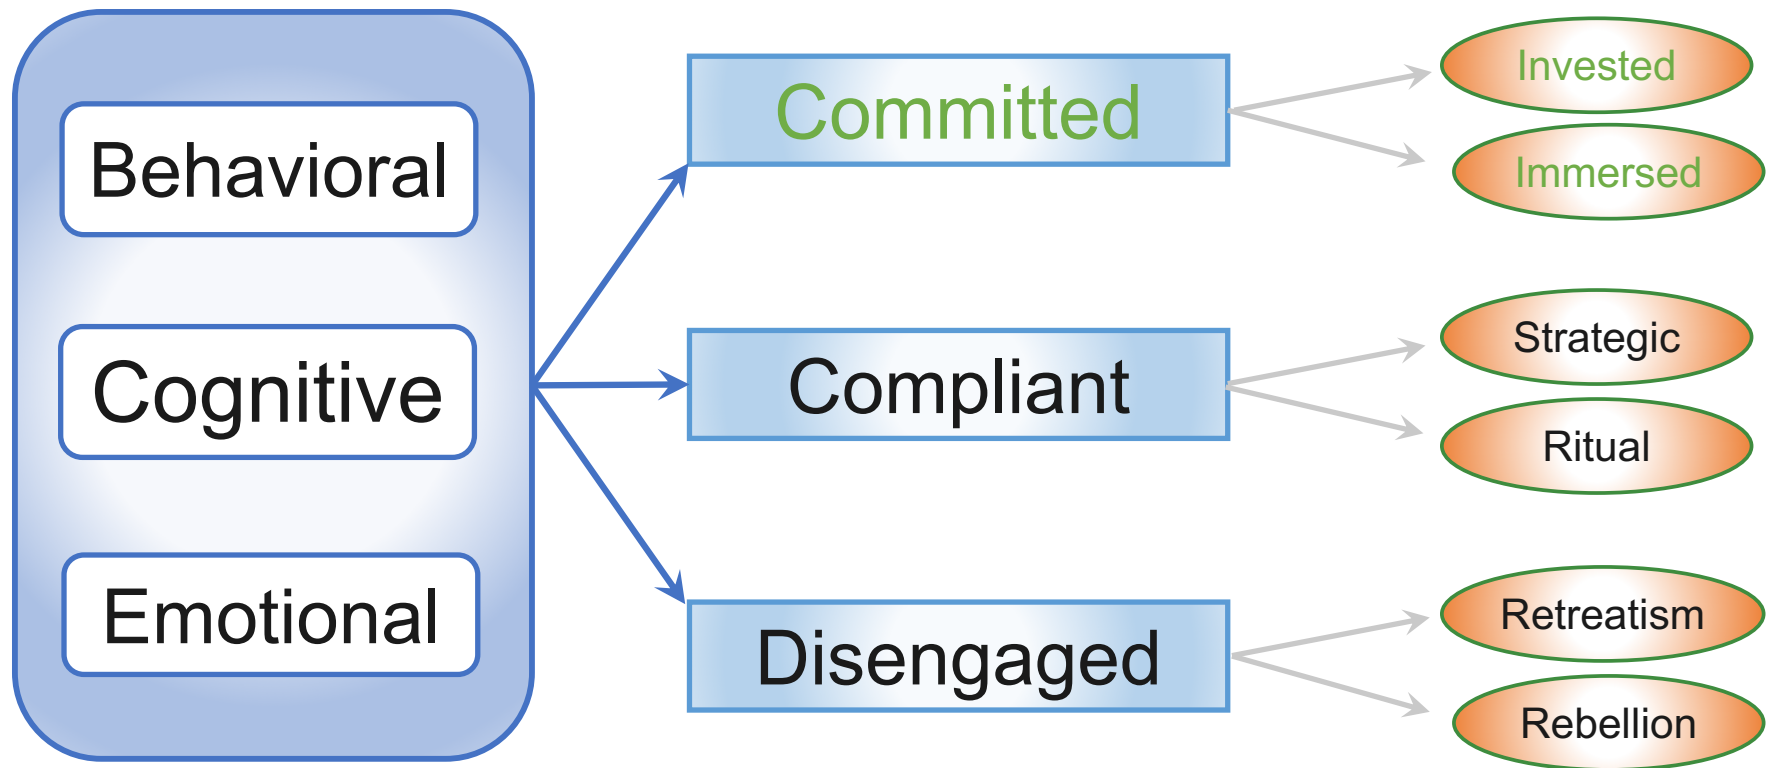 Behavioral
Cognitive
Emotional
Committed
Compliant
Disengaged
Invested
Immersed
Strategic
Ritual
Retreatism
Rebellion